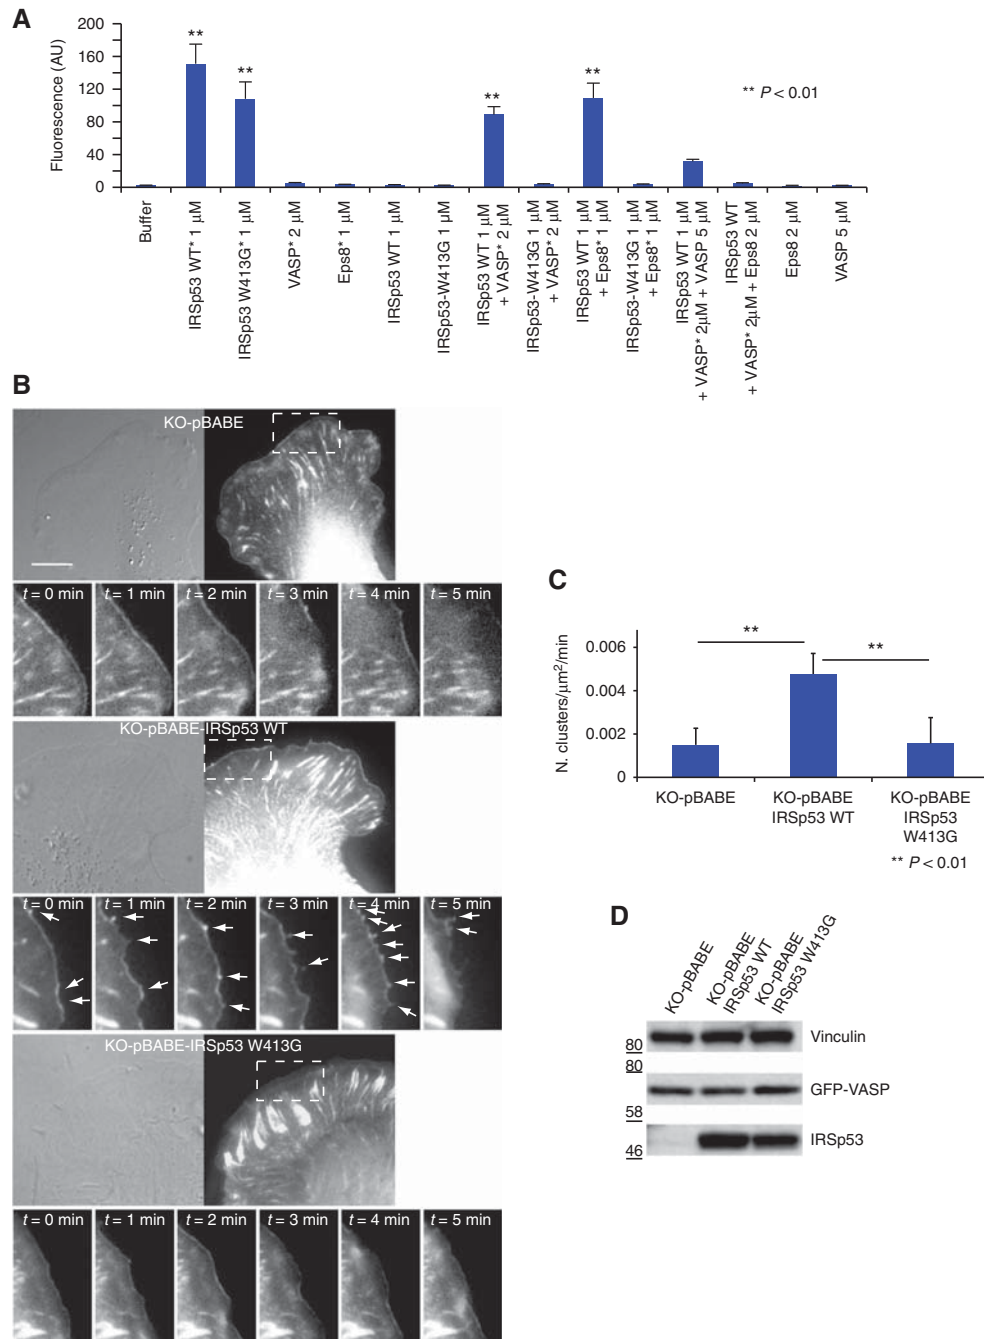 A
Fluorescence (AU)
200
160
120
80
40
0
**
**
**
**
** P < 0.01
Buffer
IRSp53 WT* 1 μM
IRSp53 W413G* 1 μM
VASP* 2 μM
Eps8* 1 μM
IRSp53 WT 1 μM
IRSp53-W413G 1 μM
IRSp53 WT 1 μM
+ VASP* 2 μM
IRSp53-W413G 1 μM
+ VASP* 2 μM
IRSp53 WT 1 μM
+ Eps8* 1 μM
IRSp53-W413G 1 μM
+ Eps8* 1 μM
IRSp53 WT 1 μM
+ VASP* 2μM + VASP 5 μM
IRSp53 WT
+ VASP* 2μM + Eps8 2 μM
Eps8 2 μM
VASP 5 μM
B
KO-pBABE
t = 0 min
t = 1 min
t = 2 min
t = 3 min
t = 4 min
t = 5 min
KO-pBABE-IRSp53 WT
t = 0 min
t = 1 min
t = 2 min
t = 3 min
t = 4 min
t = 5 min
KO-pBABE-IRSp53 W413G
t = 0 min
t = 1 min
t = 2 min
t = 3 min
t = 4 min
t = 5 min
C
N. clusters/μm²/min
0.006
0.004
0.002
0
**
**
KO-pBABE
KO-pBABE
IRSp53 WT
KO-pBABE
IRSp53
W413G
** P < 0.01
D
KO-pBABE
KO-pBABE
IRSp53 WT
KO-pBABE
IRSp53 W413G
80
Vinculin
80
GFP-VASP
58
IRSp53
46